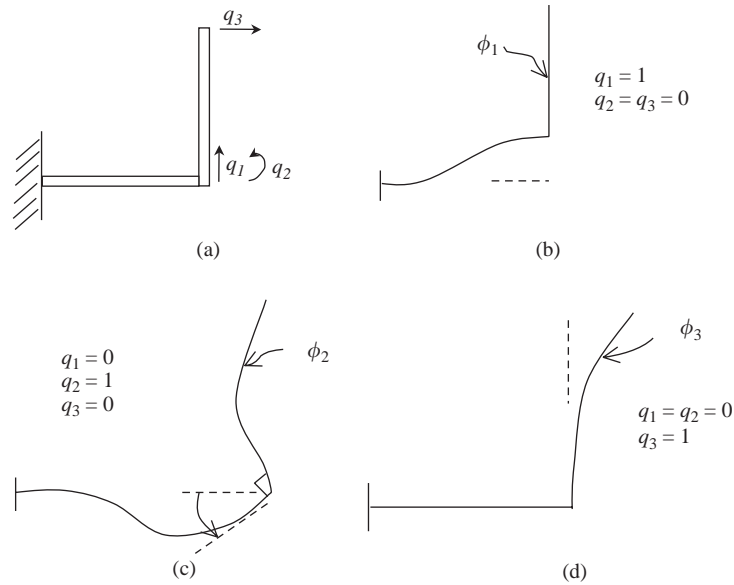 q₃
q₁
q₂
(a)
ϕ₁
q₁ = 1
q₂ = q₃ = 0
(b)
q₁ = 0
q₂ = 1
q₃ = 0
ϕ₂
(c)
ϕ₃
q₁ = q₂ = 0
q₃ = 1
(d)